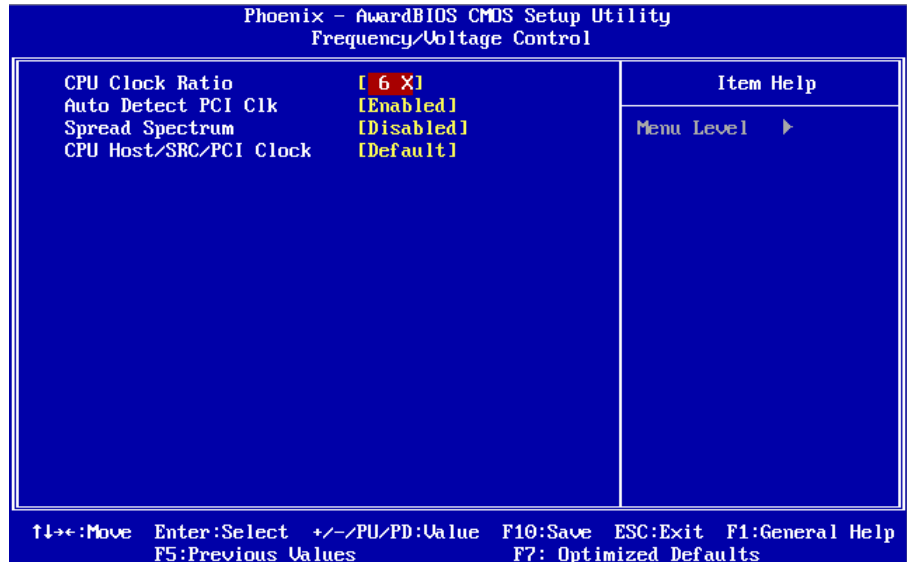 Phoenix - AwardBIOS CMOS Setup Utility
Frequency/Voltage Control
CPU Clock Ratio [ 6 X]
Auto Detect PCI Clk [Enabled]
Spread Spectrum [Disabled]
CPU Host/SRC/PCI Clock [Default]
Item Help
Menu Level ▶
↑↓→←:Move Enter:Select +/-/PU/PD:Value F10:Save ESC:Exit F1:General Help
F5:Previous Values F7: Optimized Defaults